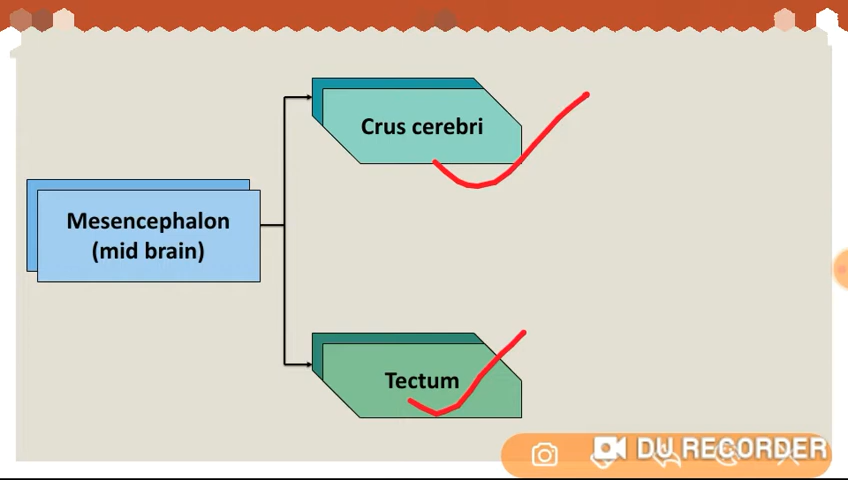 Crus cerebri
Mesencephalon
(mid brain)
Tectum
DU RECORDER